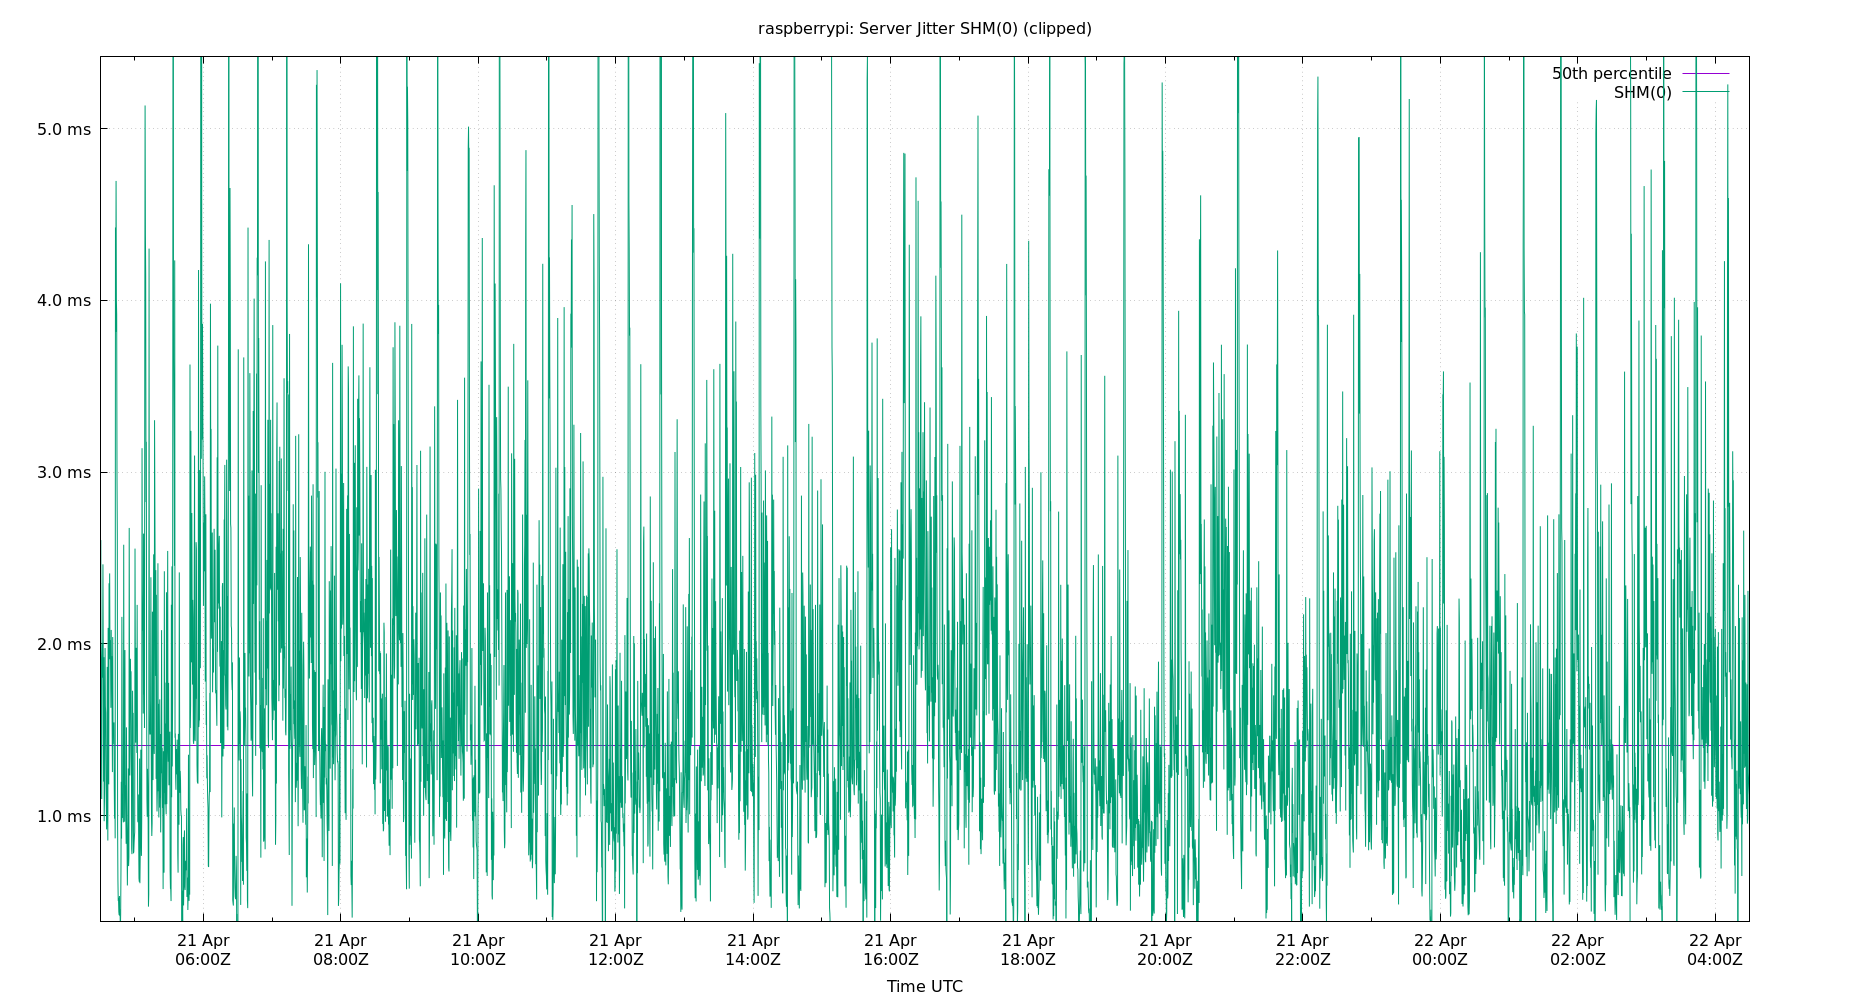 raspberrypi: Server Jitter SHM(0) (clipped)
50th percentile
SHM(0)
5.0 ms
4.0 ms
3.0 ms
2.0 ms
1.0 ms
21 Apr 21 Apr 21 Apr 21 Apr 21 Apr 21 Apr 21 Apr 21 Apr 21 Apr 22 Apr 22 Apr 22 Apr
06:00Z 08:00Z 10:00Z 12:00Z 14:00Z 16:00Z 18:00Z 20:00Z 22:00Z 00:00Z 02:00Z 04:00Z
Time UTC